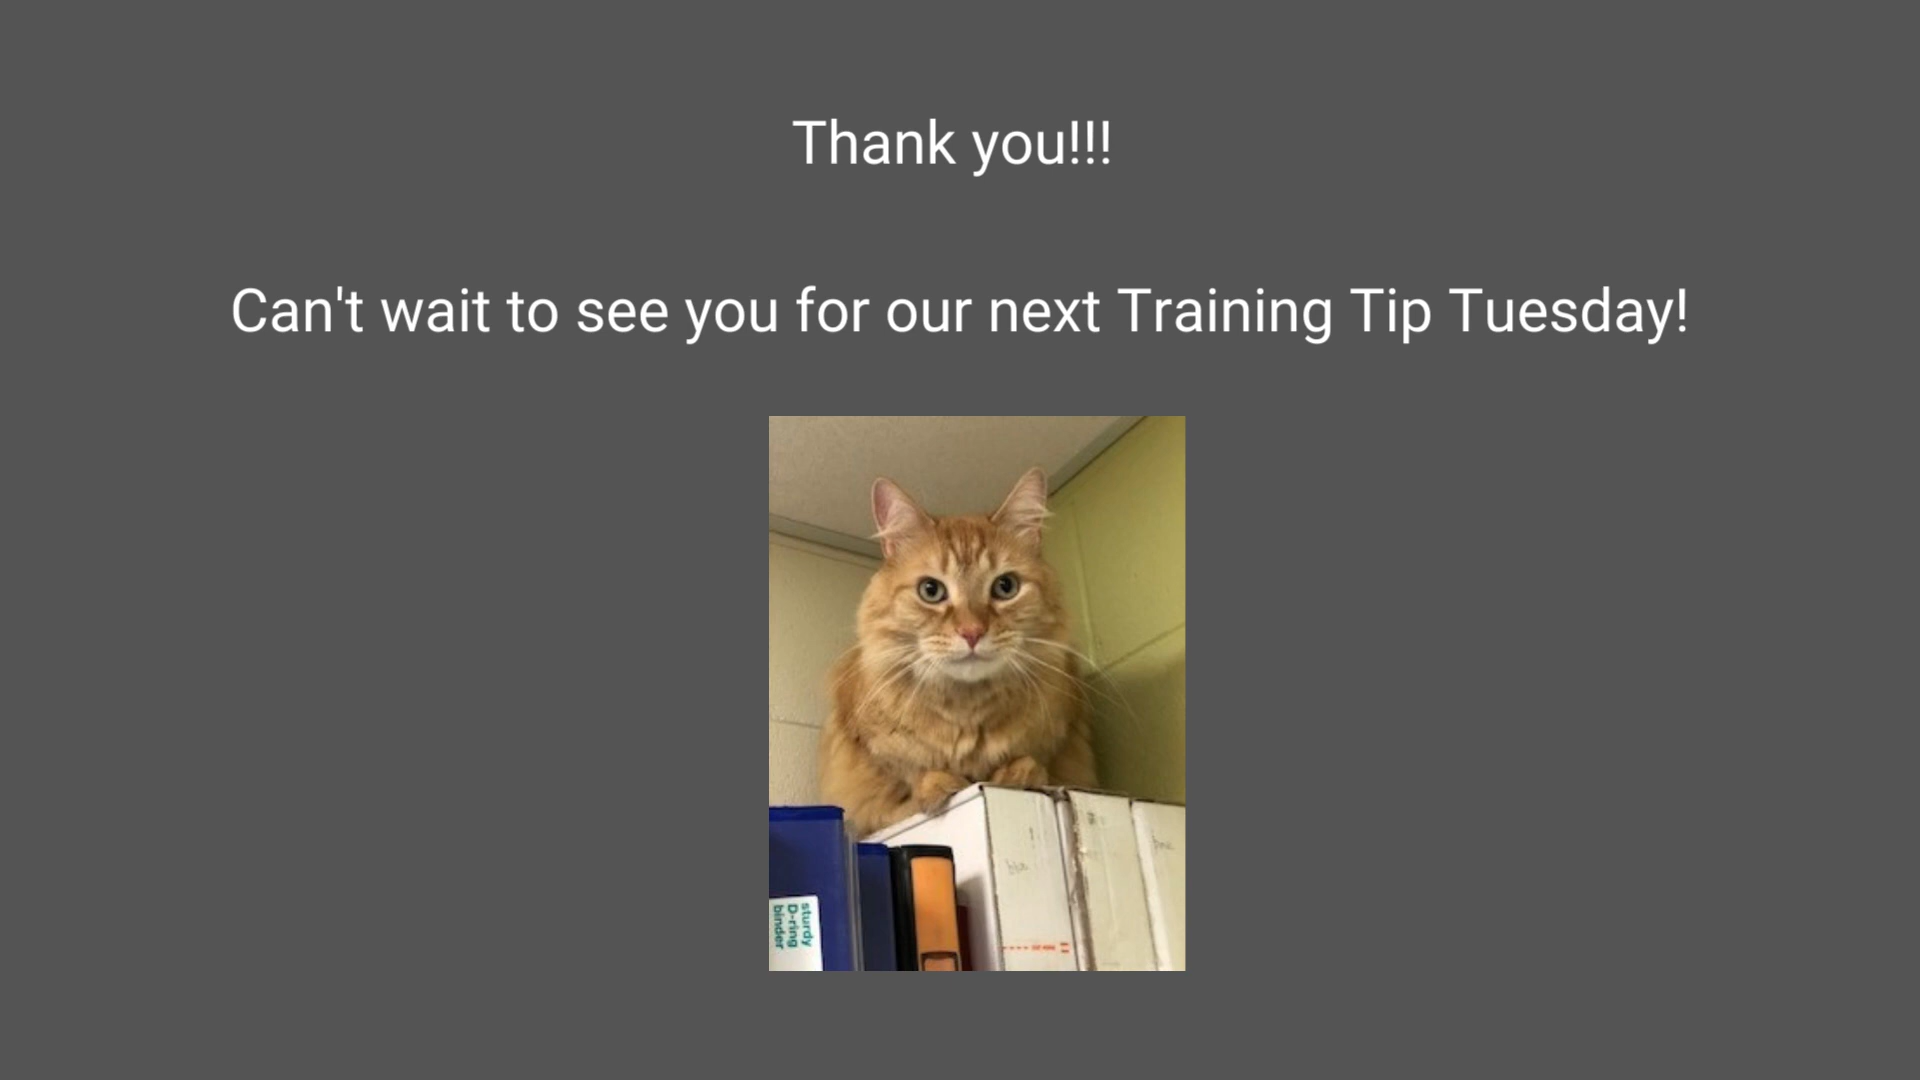 Thank you!!!
Can't wait to see you for our next Training Tip Tuesday!
sturdy
D-ring
binder